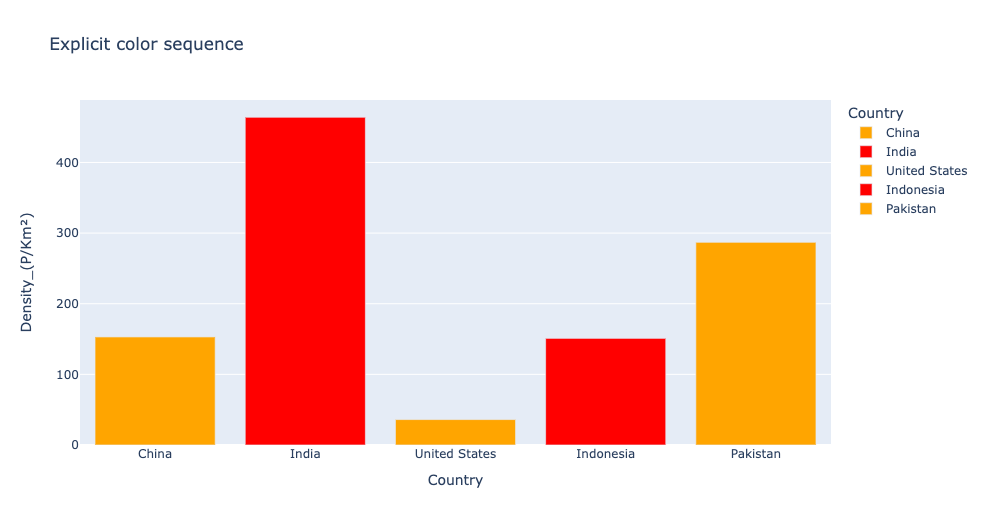 Explicit color sequence
Density_(P/Km²)
400
300
200
100
0
China
India
United States
Indonesia
Pakistan
Country
Country
China
India
United States
Indonesia
Pakistan